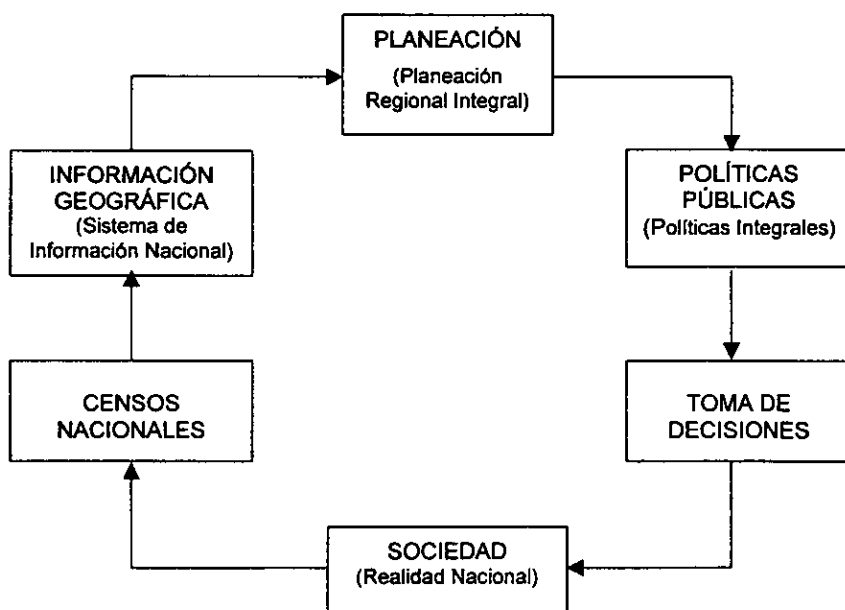 PLANEACIÓN
(Planeación
Regional Integral)
INFORMACIÓN
GEOGRÁFICA
(Sistema de
Información Nacional)
POLÍTICAS
PÚBLICAS
(Políticas Integrales)
CENSOS
NACIONALES
TOMA DE
DECISIONES
SOCIEDAD
(Realidad Nacional)